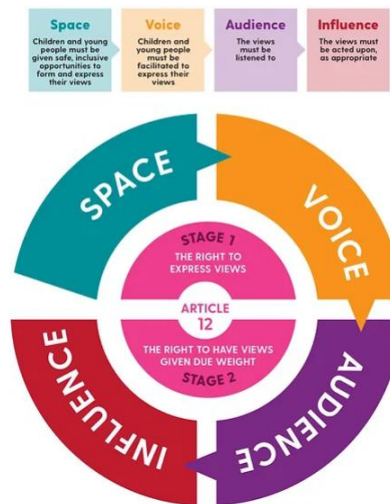 Space
Children and young
people must be
given safe, inclusive
opportunities to
form and express
their views
Voice
Children and
young people
must be
facilitated to
express their
views
Audience
The views
must be
listened to
Influence
The views must
be acted upon,
as appropriate
SPACE
VOICE
STAGE 1
THE RIGHT TO
EXPRESS VIEWS
ARTICLE
12
THE RIGHT TO HAVE VIEWS
GIVEN DUE WEIGHT
STAGE 2
INFLUENCE
AUDIENCE